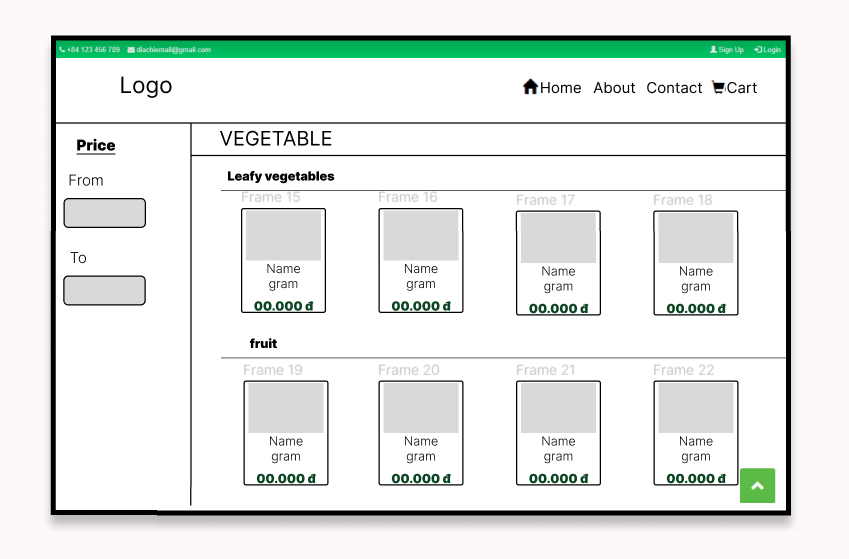 +84 123 456 789 diachiemail@gmail.com Sign Up Login
Logo Home About Contact Cart
Price
From
To
VEGETABLE
Leafy vegetables
Frame 15 Frame 16 Frame 17 Frame 18
Name Name Name Name
gram gram gram gram
00.000 đ 00.000 đ 00.000 đ 00.000 đ
fruit
Frame 19 Frame 20 Frame 21 Frame 22
Name Name Name Name
gram gram gram gram
00.000 đ 00.000 đ 00.000 đ 00.000 đ